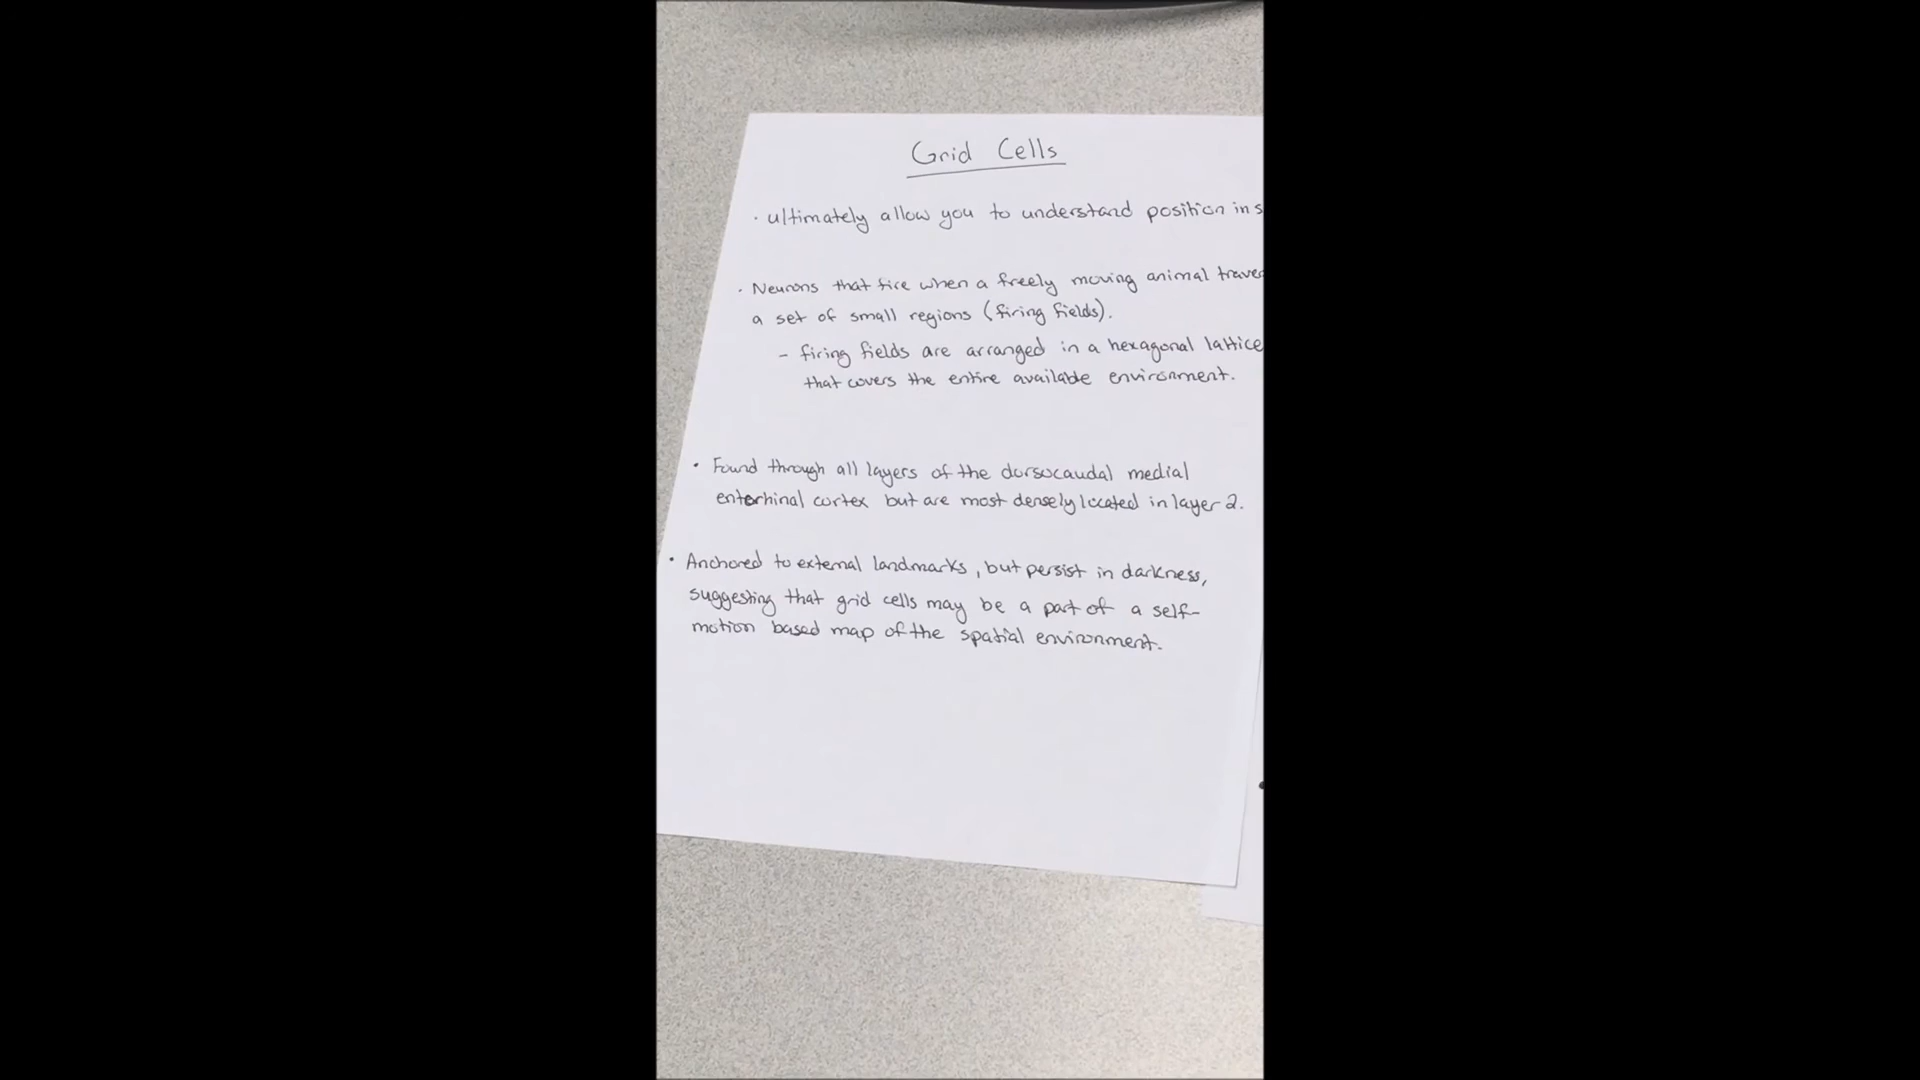 Grid Cells
· ultimately allow you to understand position in s
· Neurons that fire when a freely moving animal traver
a set of small regions (firing fields).
- firing fields are arranged in a hexagonal lattice
that covers the entire available environment.
· Found through all layers of the dorsocaudal medial
entorhinal cortex but are most densely located in layer 2.
· Anchored to external landmarks, but persist in darkness,
suggesting that grid cells may be a part of a self-
motion based map of the spatial environment.